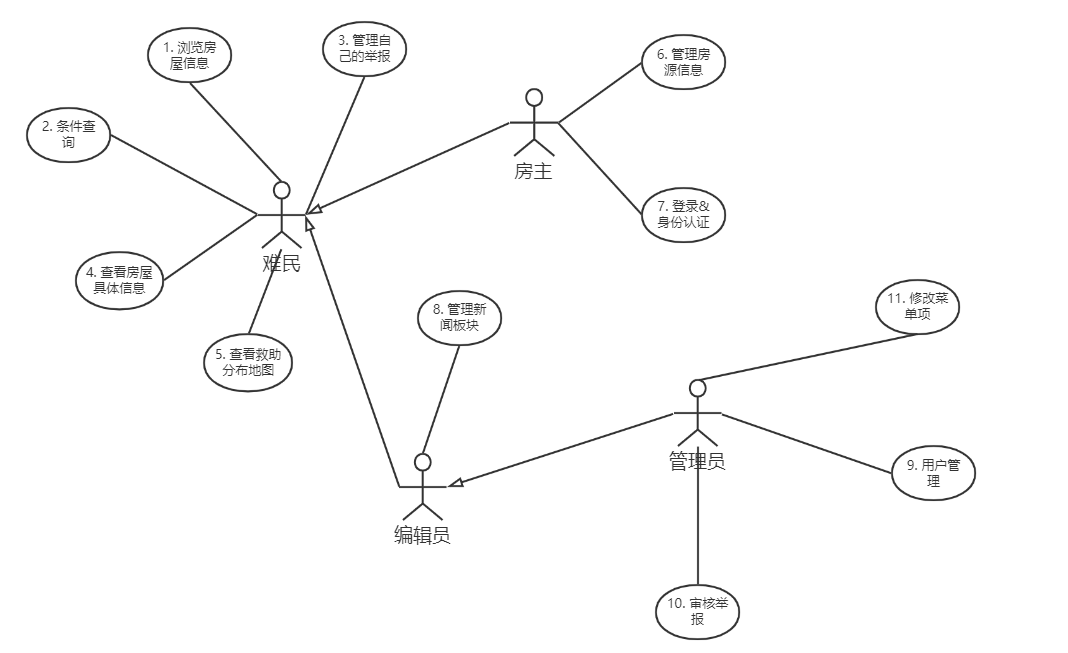 1. 浏览房
屋信息
3. 管理自
己的举报
6. 管理房
源信息
2. 条件查
询
房主
7. 登录&
身份认证
难民
4. 查看房屋
具体信息
8. 管理新
闻板块
11. 修改菜
单项
5. 查看救助
分布地图
管理员
9. 用户管
理
编辑员
10. 审核举
报